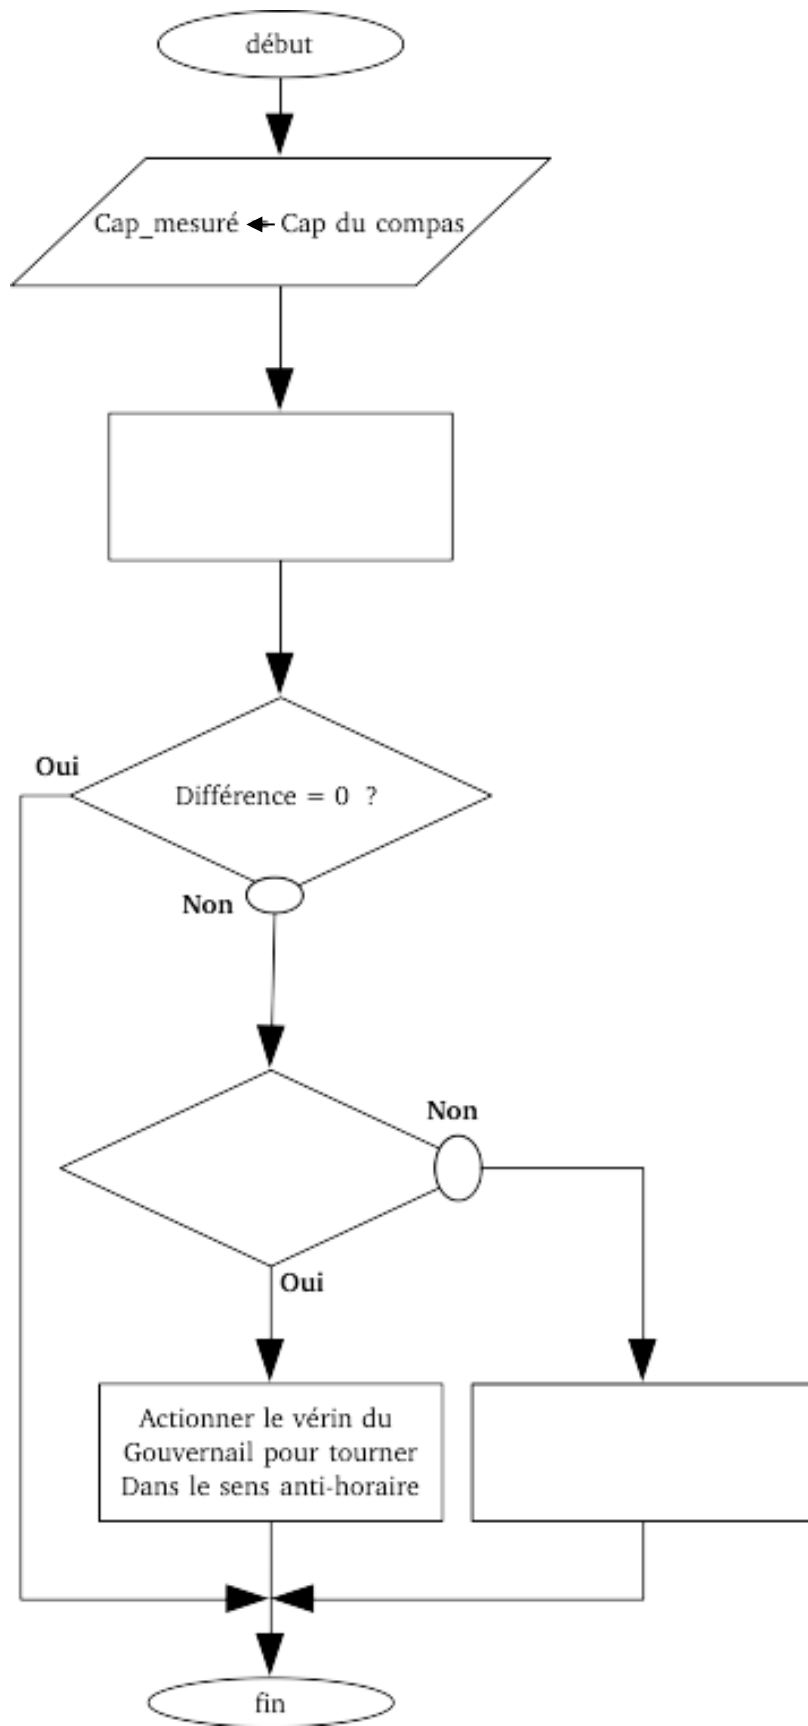 début
Cap_mesuré ← Cap du compas
Oui
Différence = 0 ?
Non
Non
Oui
Actionner le vérin du
Gouvernail pour tourner
Dans le sens anti-horaire
fin